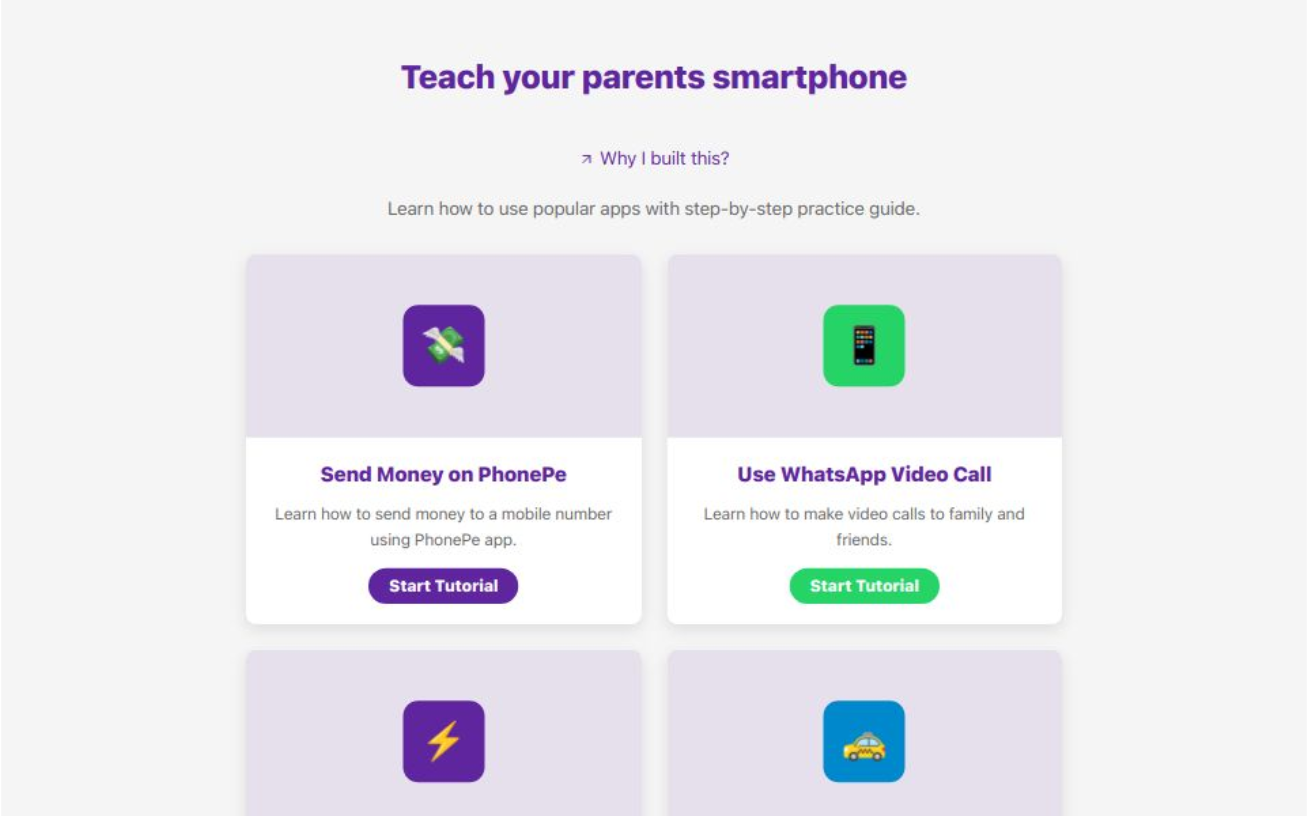 Teach your parents smartphone
Why I built this?
Learn how to use popular apps with step-by-step practice guide.
Send Money on PhonePe
Learn how to send money to a mobile number
using PhonePe app.
Start Tutorial
Use WhatsApp Video Call
Learn how to make video calls to family and
friends.
Start Tutorial